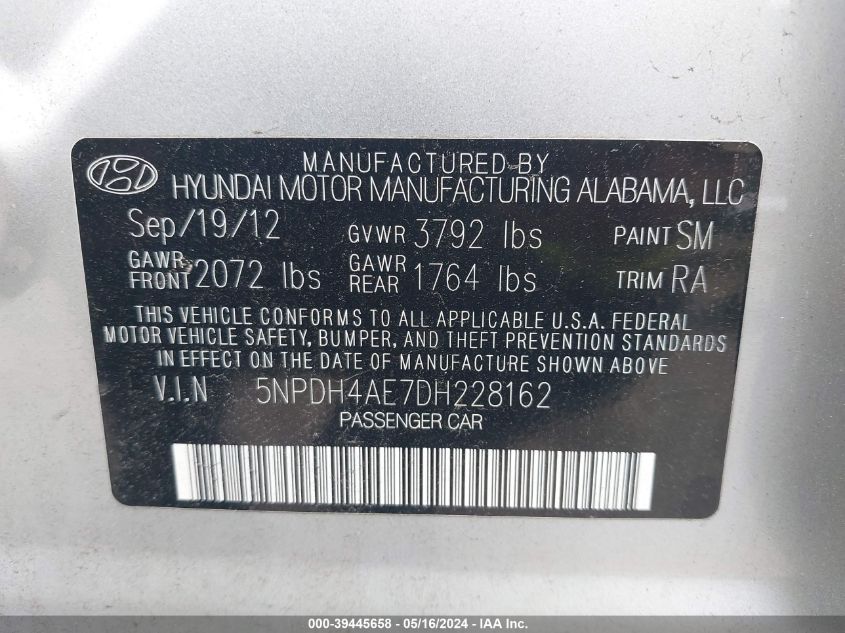 MANUFACTURED BY
HYUNDAI MOTOR MANUFACTURING ALABAMA, LLC
Sep/19/12 GVWR 3792 lbs PAINT SM
GAWR FRONT 2072 lbs GAWR REAR 1764 lbs TRIM RA
THIS VEHICLE CONFORMS TO ALL APPLICABLE U.S.A. FEDERAL
MOTOR VEHICLE SAFETY, BUMPER, AND THEFT PREVENTION STANDARDS
IN EFFECT ON THE DATE OF MANUFACTURE SHOWN ABOVE
V.I.N 5NPDH4AE7DH228162
PASSENGER CAR
000-39445658 - 05/16/2024 - IAA Inc.